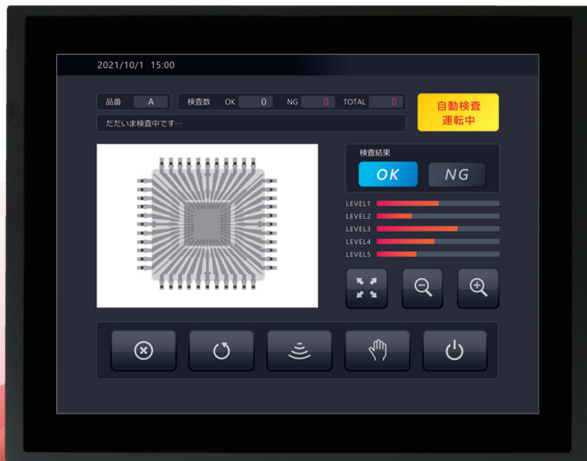 2021/10/1 15:00
品番 A 検査数 OK 0 NG 0 TOTAL 0
自動検査
運転中
ただいま検査中です…
検査結果
OK NG
LEVEL1
LEVEL2
LEVEL3
LEVEL4
LEVEL5